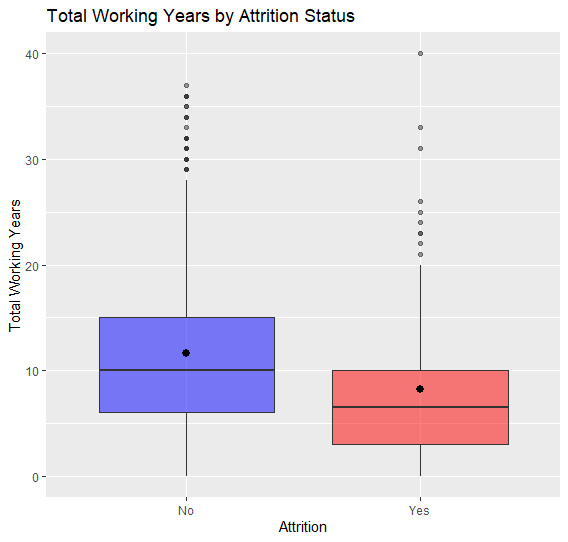 Total Working Years by Attrition Status
Total Working Years
40
30
20
10
0
No
Yes
Attrition